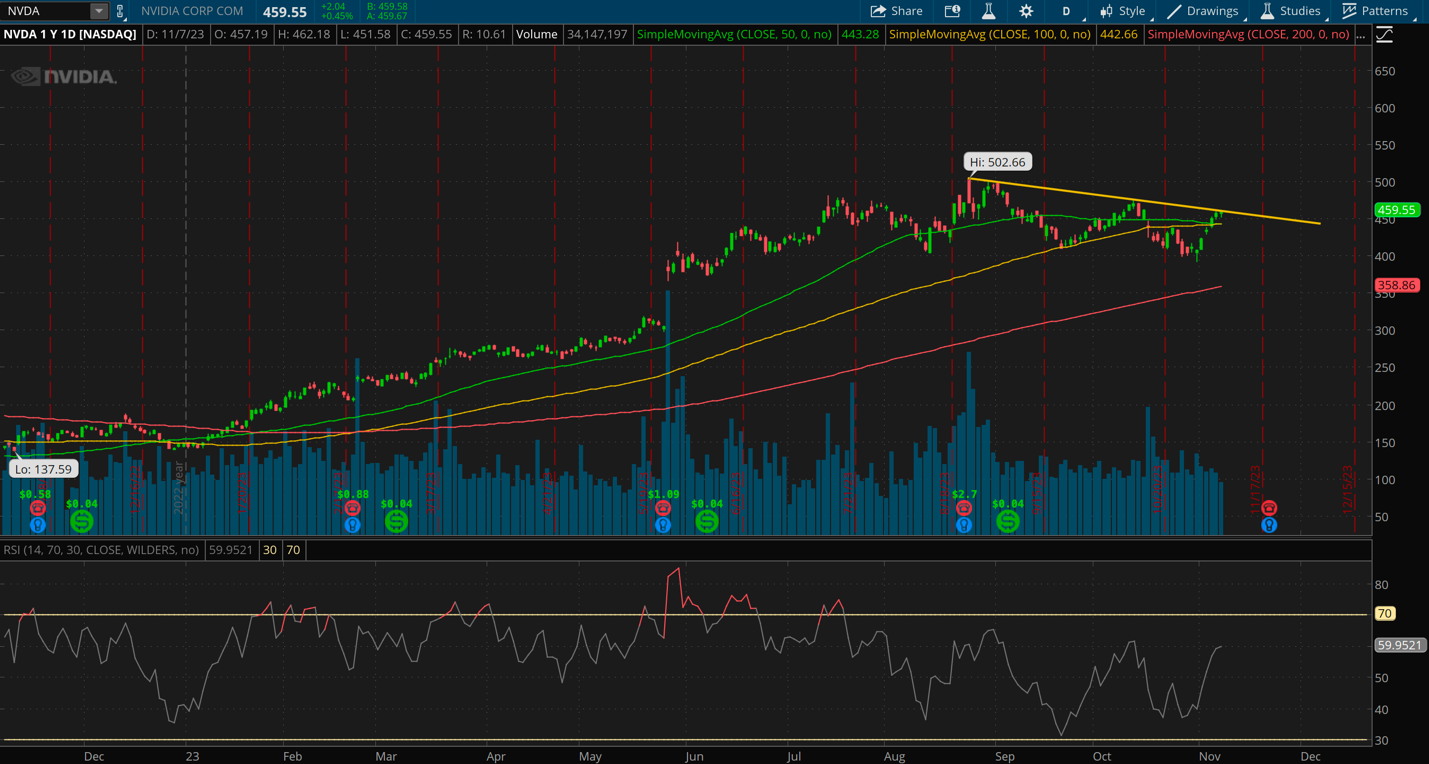 NVDA NVIDIA CORP COM 459.55 +2.04 +0.45% B: 459.58 A: 459.67 Share D Style Drawings Studies Patterns
NVDA 1 Y 1D [NASDAQ] D: 11/7/23 O: 457.19 H: 462.18 L: 451.58 C: 459.55 R: 10.61 Volume 34,147,197 SimpleMovingAvg (CLOSE, 50, 0, no) 443.28 SimpleMovingAvg (CLOSE, 100, 0, no) 442.66 SimpleMovingAvg (CLOSE, 200, 0, no) ...
NVIDIA.
650
600
550
Hi: 502.66
500
459.55
450
400
358.86
350
300
250
200
150
Lo: 137.59
100
50
2022 year
11/17/23
12/15/23
$0.58 $0.04 $0.88 $0.04 $1.09 $0.04 $2.7 $0.04
RSI (14, 70, 30, CLOSE, WILDERS, no) 59.9521 30 70
80
70
59.9521
50
40
30
Dec 23 Feb Mar Apr May Jun Jul Aug Sep Oct Nov Dec